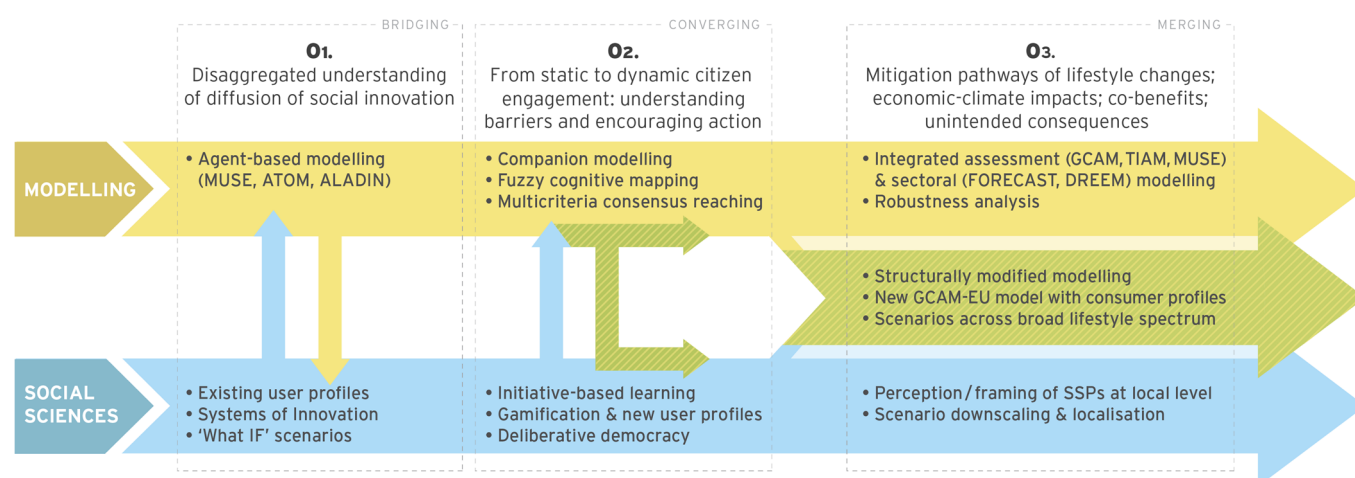 BRIDGING
CONVERGING
MERGING
O1.
Disaggregated understanding
of diffusion of social innovation
O2.
From static to dynamic citizen
engagement: understanding
barriers and encouraging action
O3.
Mitigation pathways of lifestyle changes;
economic-climate impacts; co-benefits;
unintended consequences
MODELLING
• Agent-based modelling
(MUSE, ATOM, ALADIN)
• Companion modelling
• Fuzzy cognitive mapping
• Multicriteria consensus reaching
• Integrated assessment (GCAM, TIAM, MUSE)
& sectoral (FORECAST, DREEM) modelling
• Robustness analysis
• Structurally modified modelling
• New GCAM-EU model with consumer profiles
• Scenarios across broad lifestyle spectrum
SOCIAL
SCIENCES
• Existing user profiles
• Systems of Innovation
• ‘What IF’ scenarios
• Initiative-based learning
• Gamification & new user profiles
• Deliberative democracy
• Perception/framing of SSPs at local level
• Scenario downscaling & localisation